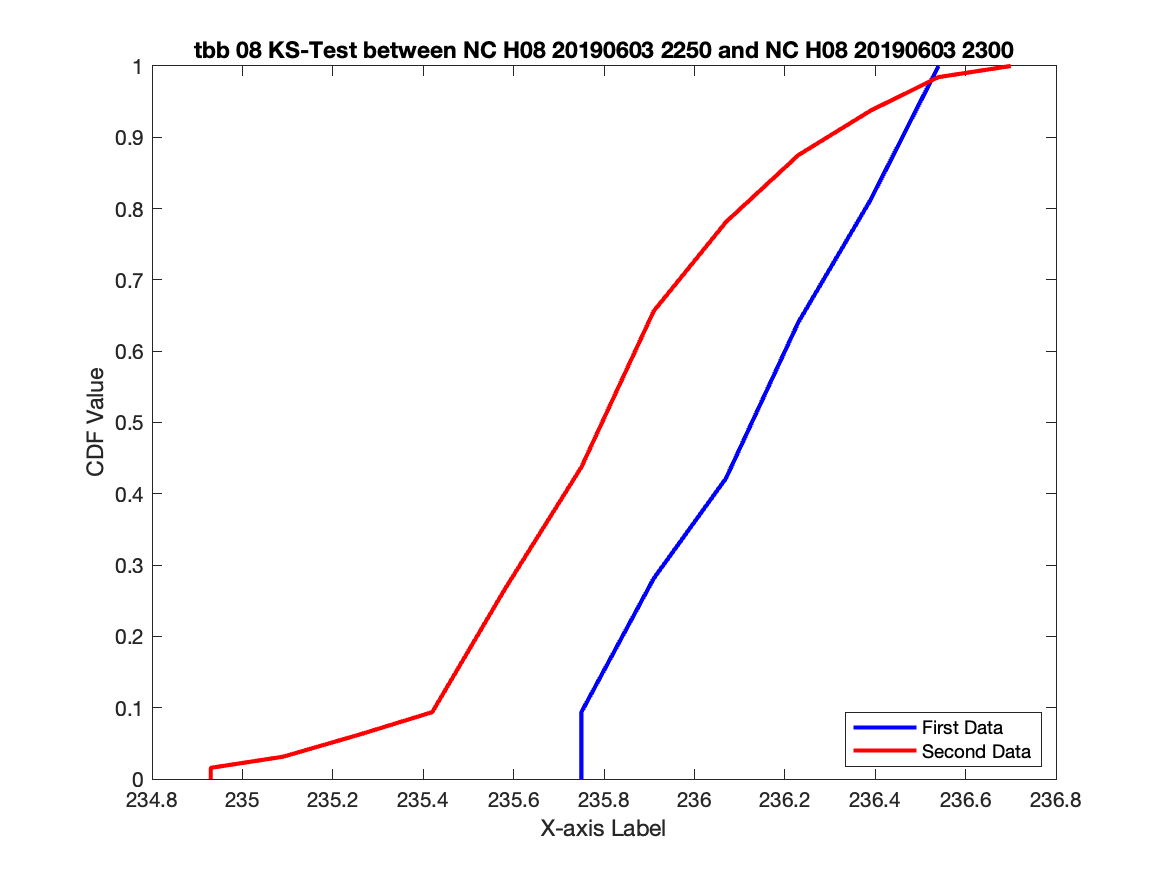 tbb 08 KS-Test between NC H08 20190603 2250 and NC H08 20190603 2300
1
0.9
0.8
0.7
0.6
0.5
0.4
0.3
0.2
0.1
0
CDF Value
First Data
Second Data
234.8 235 235.2 235.4 235.6 235.8 236 236.2 236.4 236.6 236.8
X-axis Label